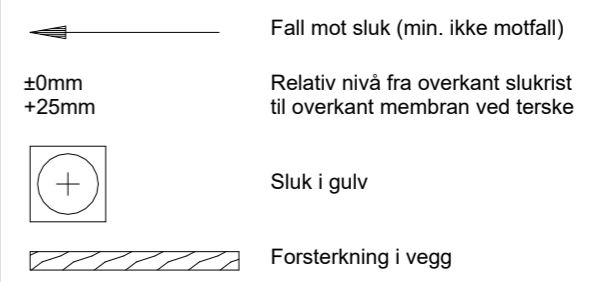 Fall mot sluk (min. ikke motfall)
±0mm
+25mm
Relativ nivå fra overkant slukrist
til overkant membran ved terske
Sluk i gulv
Forsterkning i vegg